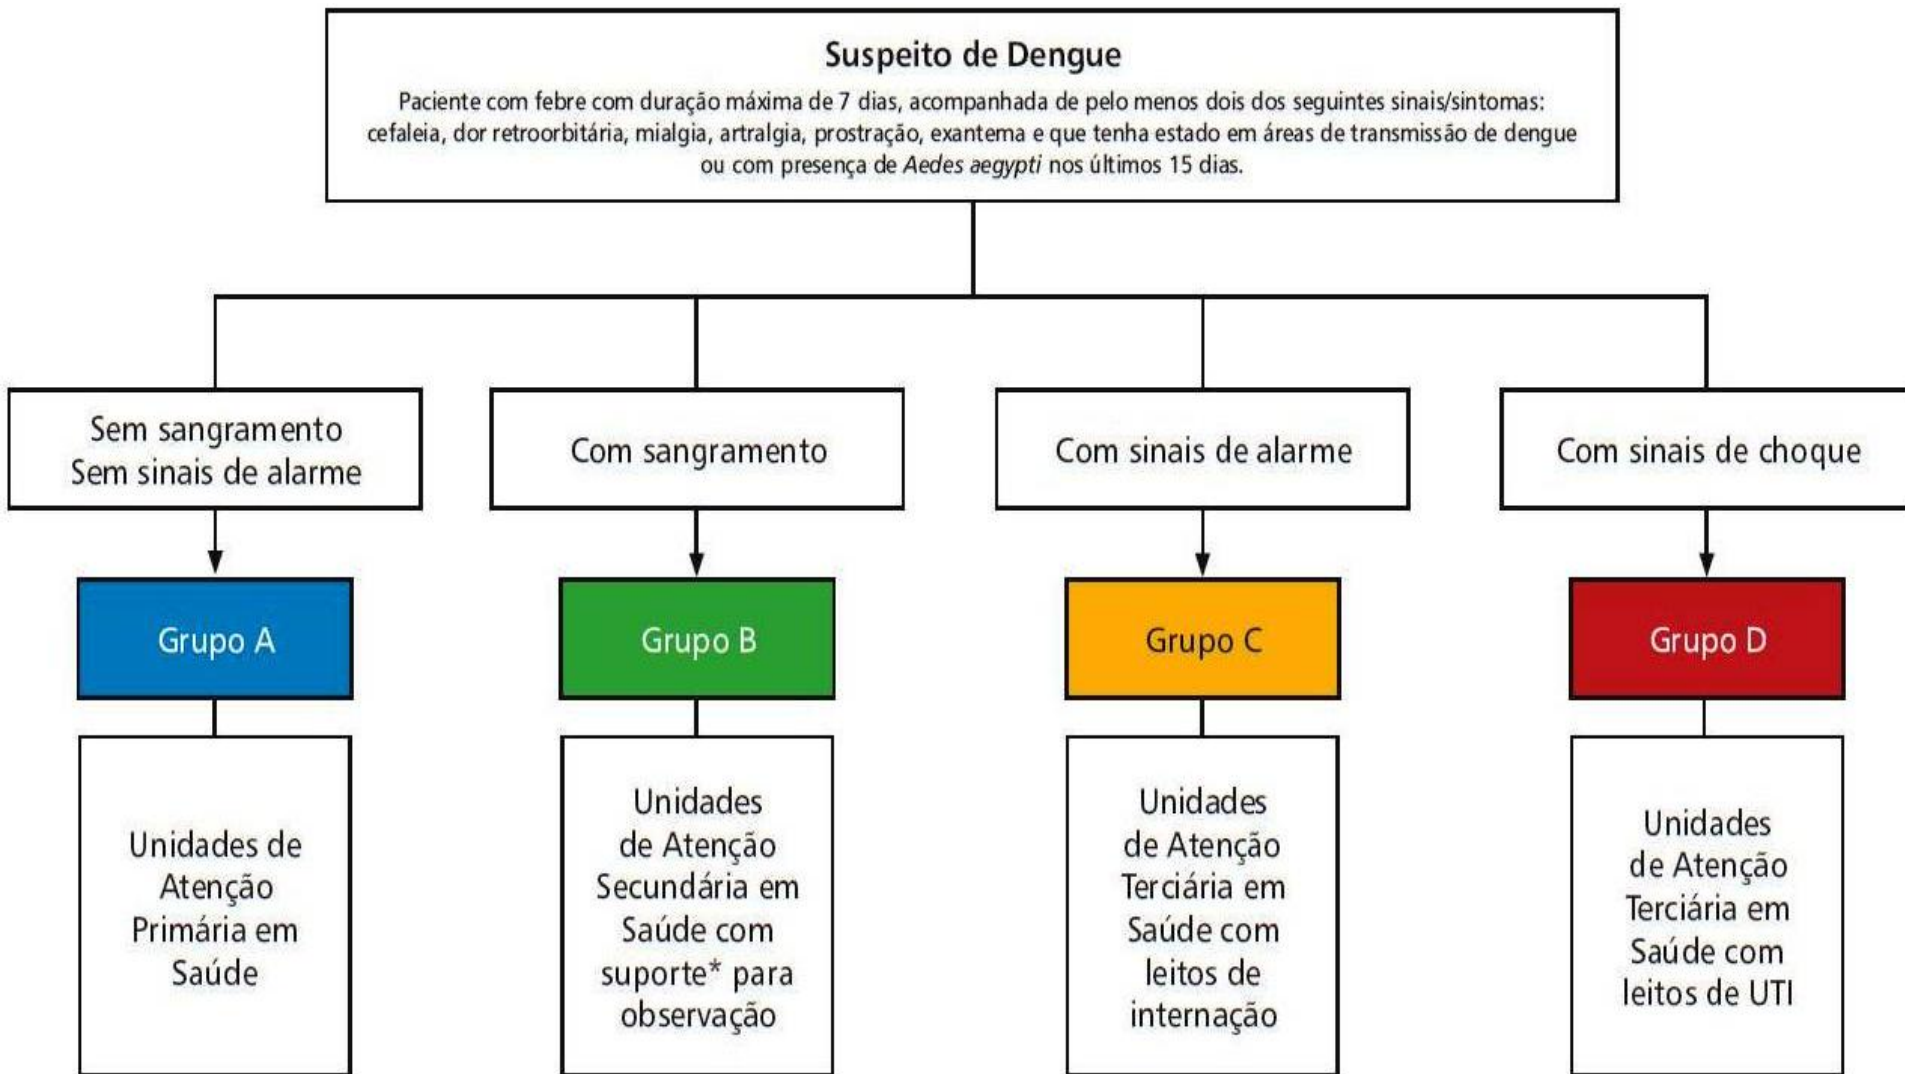 Suspeito de Dengue
Paciente com febre com duração máxima de 7 dias, acompanhada de pelo menos dois dos seguintes sinais/sintomas:
cefaleia, dor retroorbitária, mialgia, artralgia, prostração, exantema e que tenha estado em áreas de transmissão de dengue
ou com presença de Aedes aegypti nos últimos 15 dias.
Sem sangramento
Sem sinais de alarme
Com sangramento
Com sinais de alarme
Com sinais de choque
Grupo A
Grupo B
Grupo C
Grupo D
Unidades de
Atenção
Primária em
Saúde
Unidades
de Atenção
Secundária em
Saúde com
suporte* para
observação
Unidades
de Atenção
Terciária em
Saúde com
leitos de
internação
Unidades
de Atenção
Terciária em
Saúde com
leitos de UTI